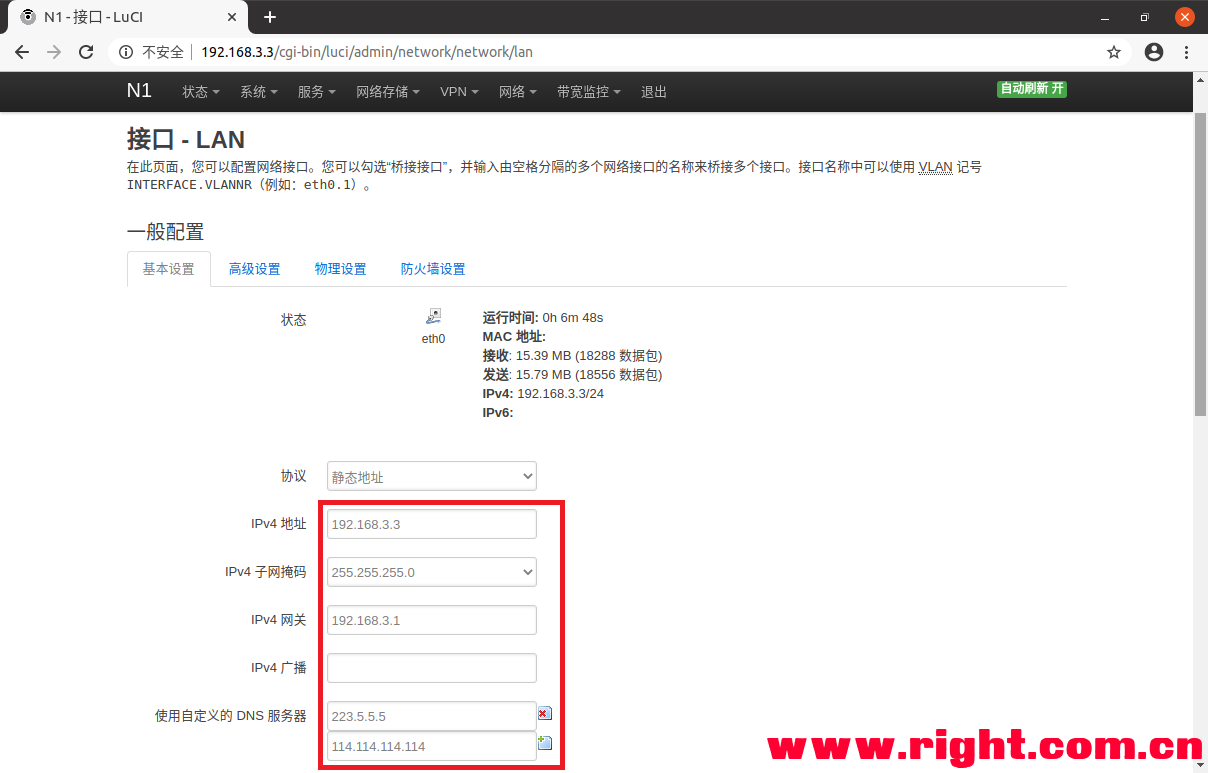 N1 - 接口 - LuCI
不安全 192.168.3.3/cgi-bin/luci/admin/network/network/lan
N1 状态 系统 服务 网络存储 VPN 网络 带宽监控 退出 自动刷新 开
接口 - LAN
在此页面，您可以配置网络接口。您可以勾选“桥接接口”，并输入由空格分隔的多个网络接口的名称来桥接多个接口。接口名称中可以使用 VLAN 记号
INTERFACE.VLANNR（例如：eth0.1）。
一般配置
基本设置 高级设置 物理设置 防火墙设置
状态
eth0
运行时间: 0h 6m 48s
MAC 地址:
接收: 15.39 MB (18288 数据包)
发送: 15.79 MB (18556 数据包)
IPv4: 192.168.3.3/24
IPv6:
协议 静态地址
IPv4 地址 192.168.3.3
IPv4 子网掩码 255.255.255.0
IPv4 网关 192.168.3.1
IPv4 广播
使用自定义的 DNS 服务器 223.5.5.5
114.114.114.114
www.right.com.cn